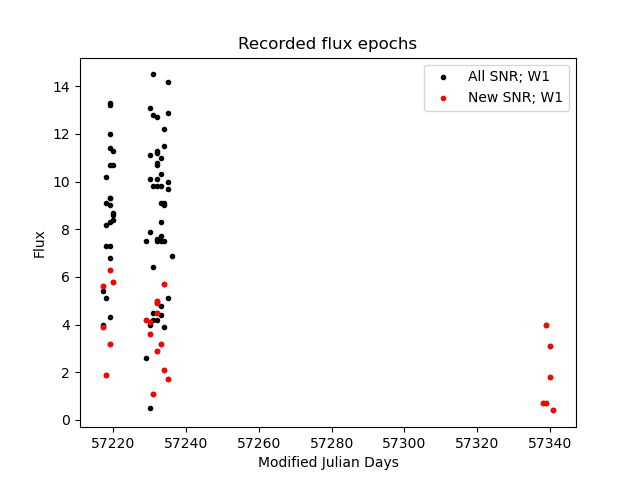 Recorded flux epochs
All SNR; W1
New SNR; W1
Flux
14
12
10
8
6
4
2
0
57220 57240 57260 57280 57300 57320 57340
Modified Julian Days